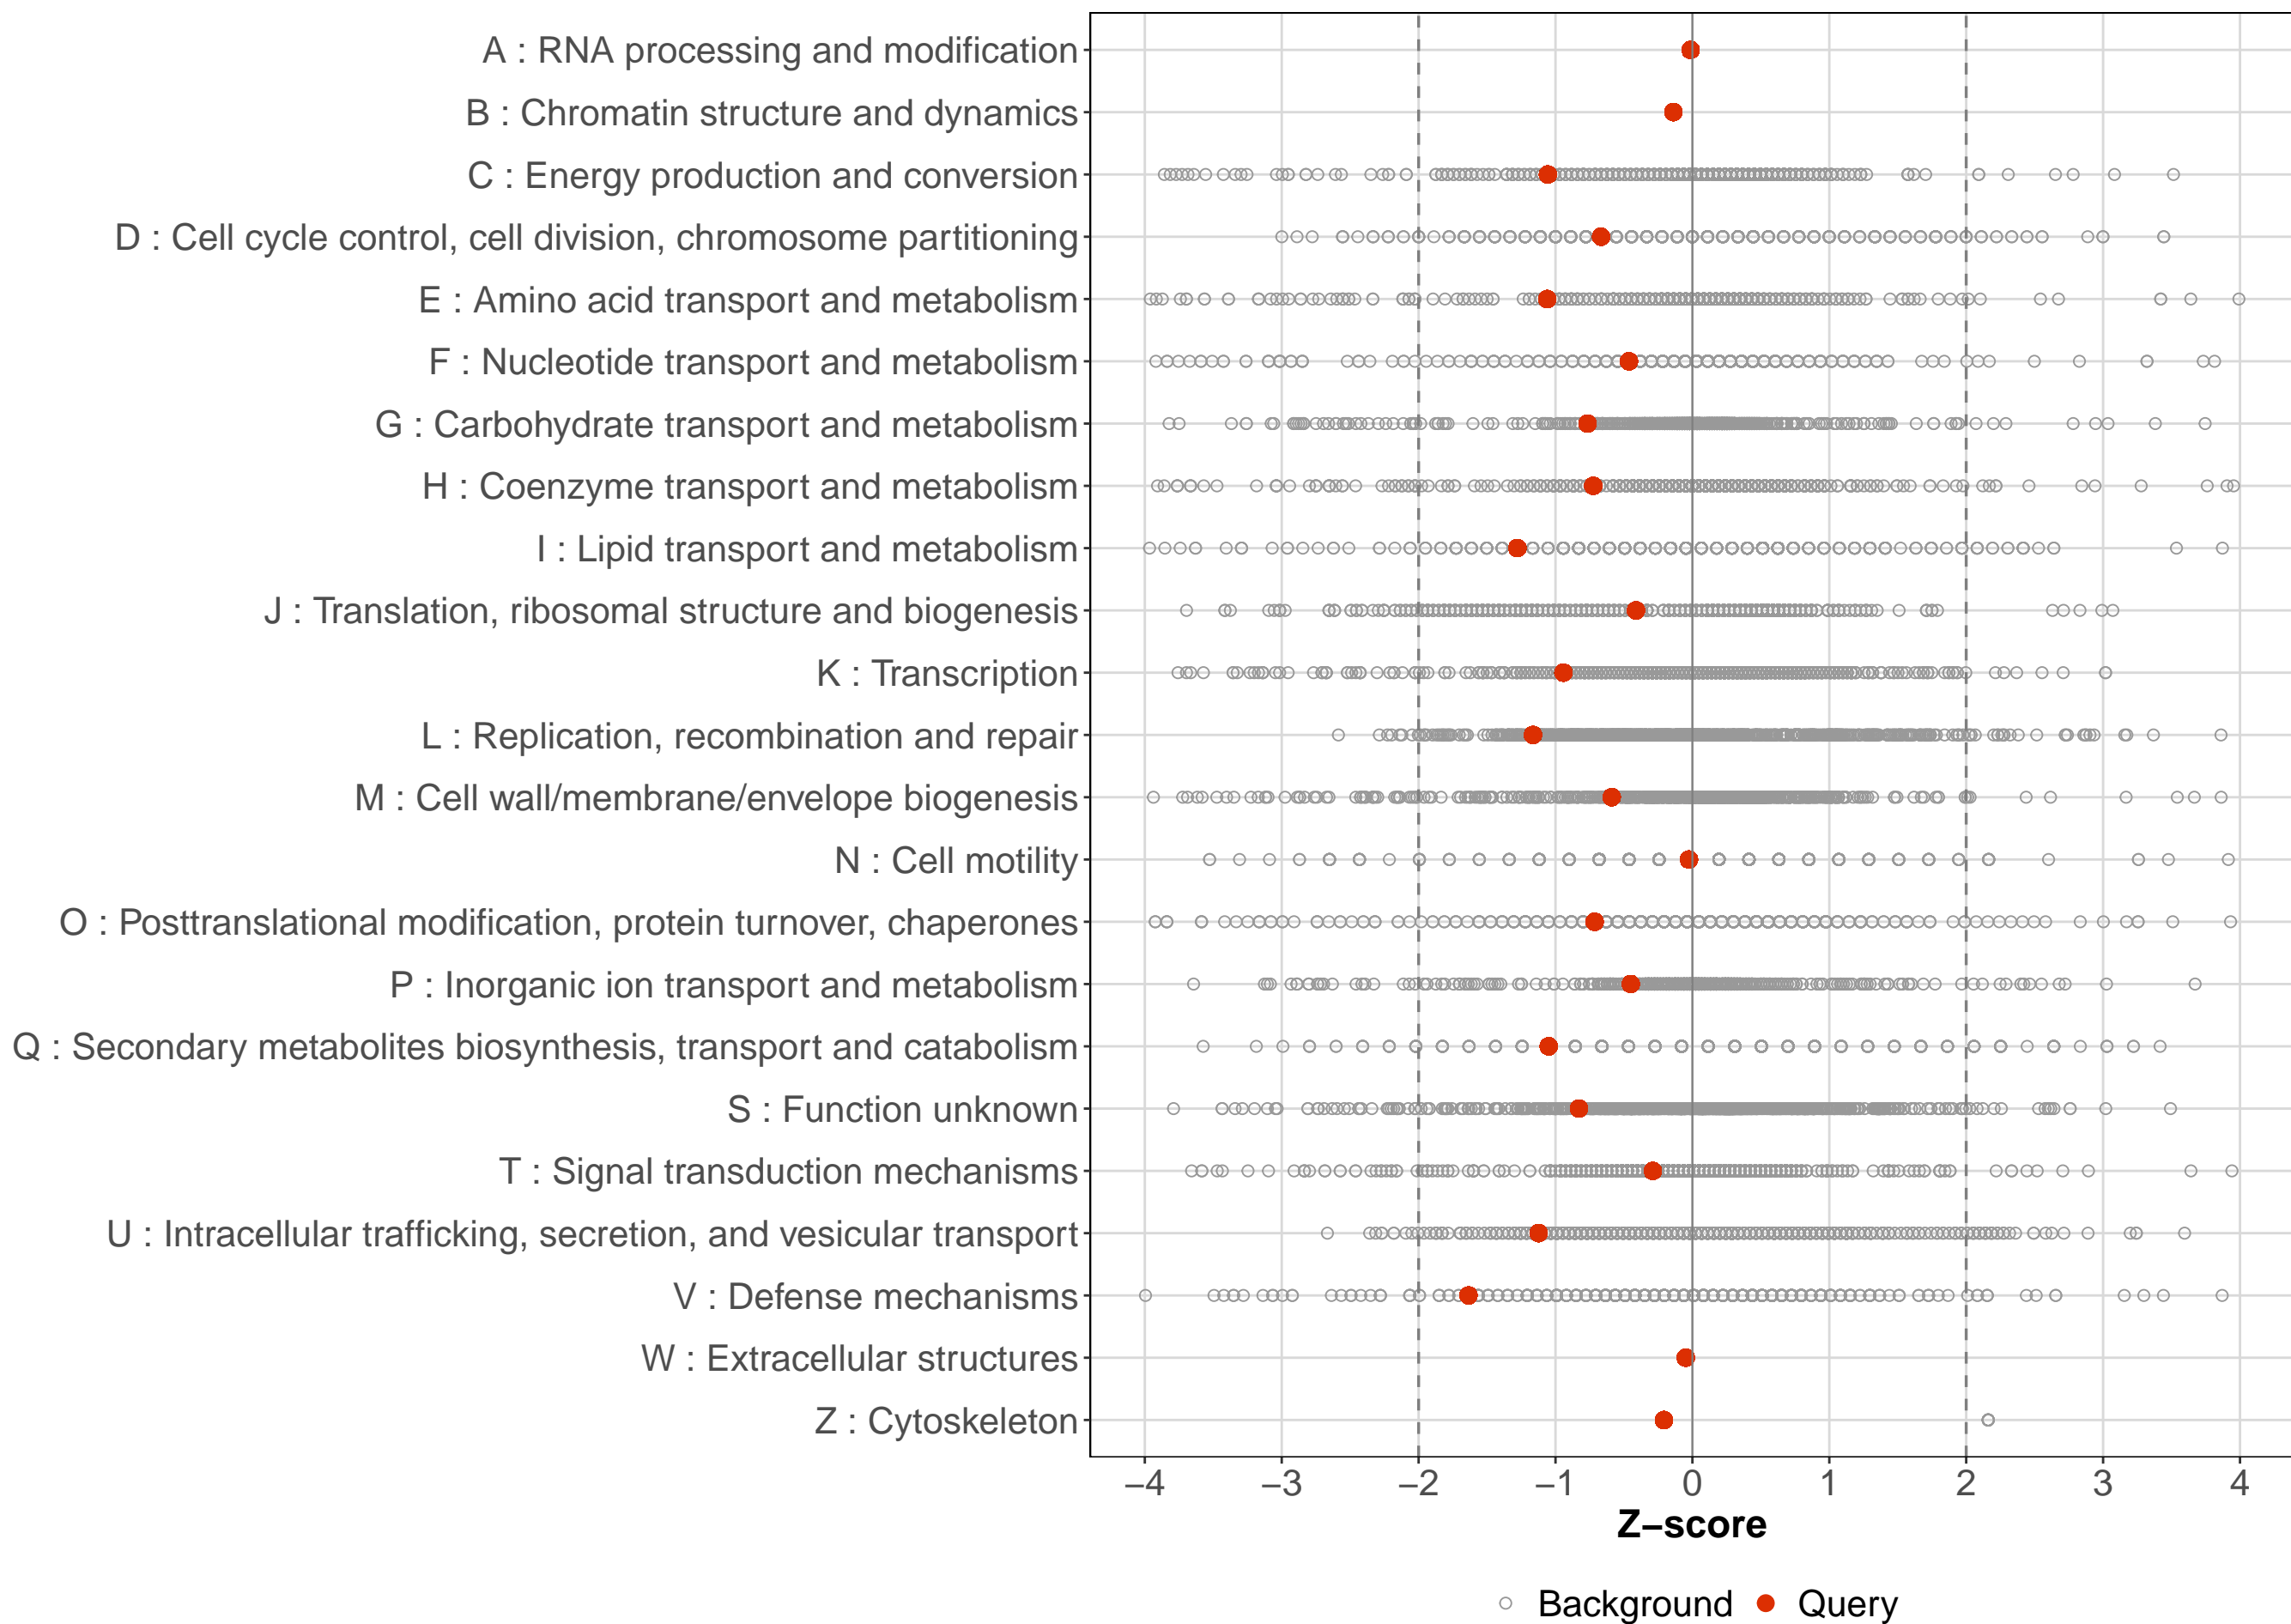 A : RNA processing and modification
B : Chromatin structure and dynamics
C : Energy production and conversion
D : Cell cycle control, cell division, chromosome partitioning
E : Amino acid transport and metabolism
F : Nucleotide transport and metabolism
G : Carbohydrate transport and metabolism
H : Coenzyme transport and metabolism
I : Lipid transport and metabolism
J : Translation, ribosomal structure and biogenesis
K : Transcription
L : Replication, recombination and repair
M : Cell wall/membrane/envelope biogenesis
N : Cell motility
O : Posttranslational modification, protein turnover, chaperones
P : Inorganic ion transport and metabolism
Q : Secondary metabolites biosynthesis, transport and catabolism
S : Function unknown
T : Signal transduction mechanisms
U : Intracellular trafficking, secretion, and vesicular transport
V : Defense mechanisms
W : Extracellular structures
Z : Cytoskeleton
−4 −3 −2 −1 0 1 2 3 4
Z−score
Background Query